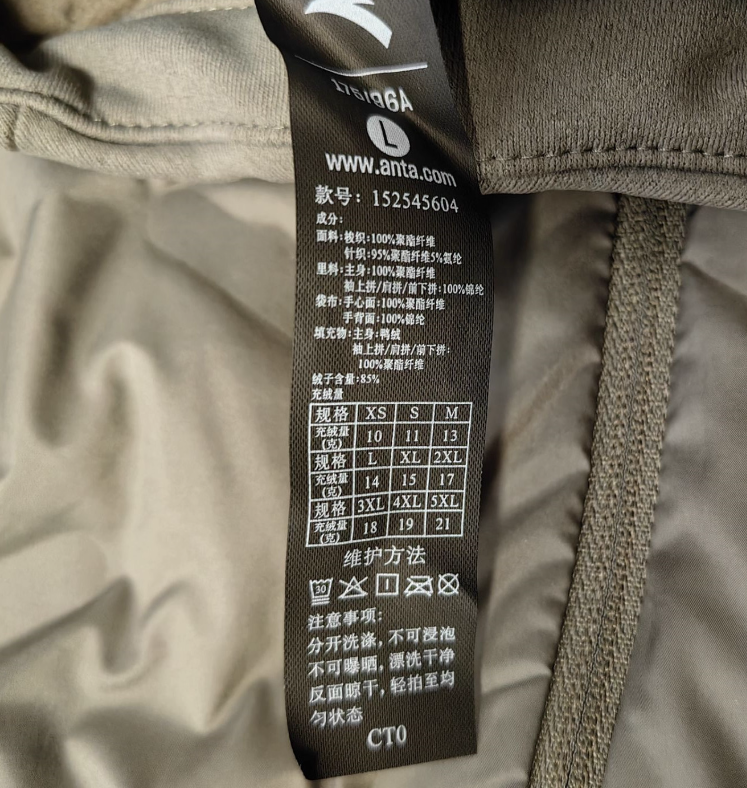 175/96A
L
www.anta.com
款号: 152545604
成分:
面料:梭织:100%聚酯纤维
针织:95%聚酯纤维5%氨纶
里料:主身:100%聚酯纤维
袖上拼/肩拼/前下拼:100%锦纶
袋布:手心面:100%聚酯纤维
手背面:100%锦纶
填充物:主身:鸭绒
袖上拼/肩拼/前下拼:
100%聚酯纤维
绒子含量:85%
充绒量
规格 XS S M
充绒量(克) 10 11 13
规格 L XL 2XL
充绒量(克) 14 15 17
规格 3XL 4XL 5XL
充绒量(克) 18 19 21
维护方法
30
注意事项:
分开洗涤,不可浸泡
不可曝晒,漂洗干净
反面晾干,轻拍至均
匀状态
CT0